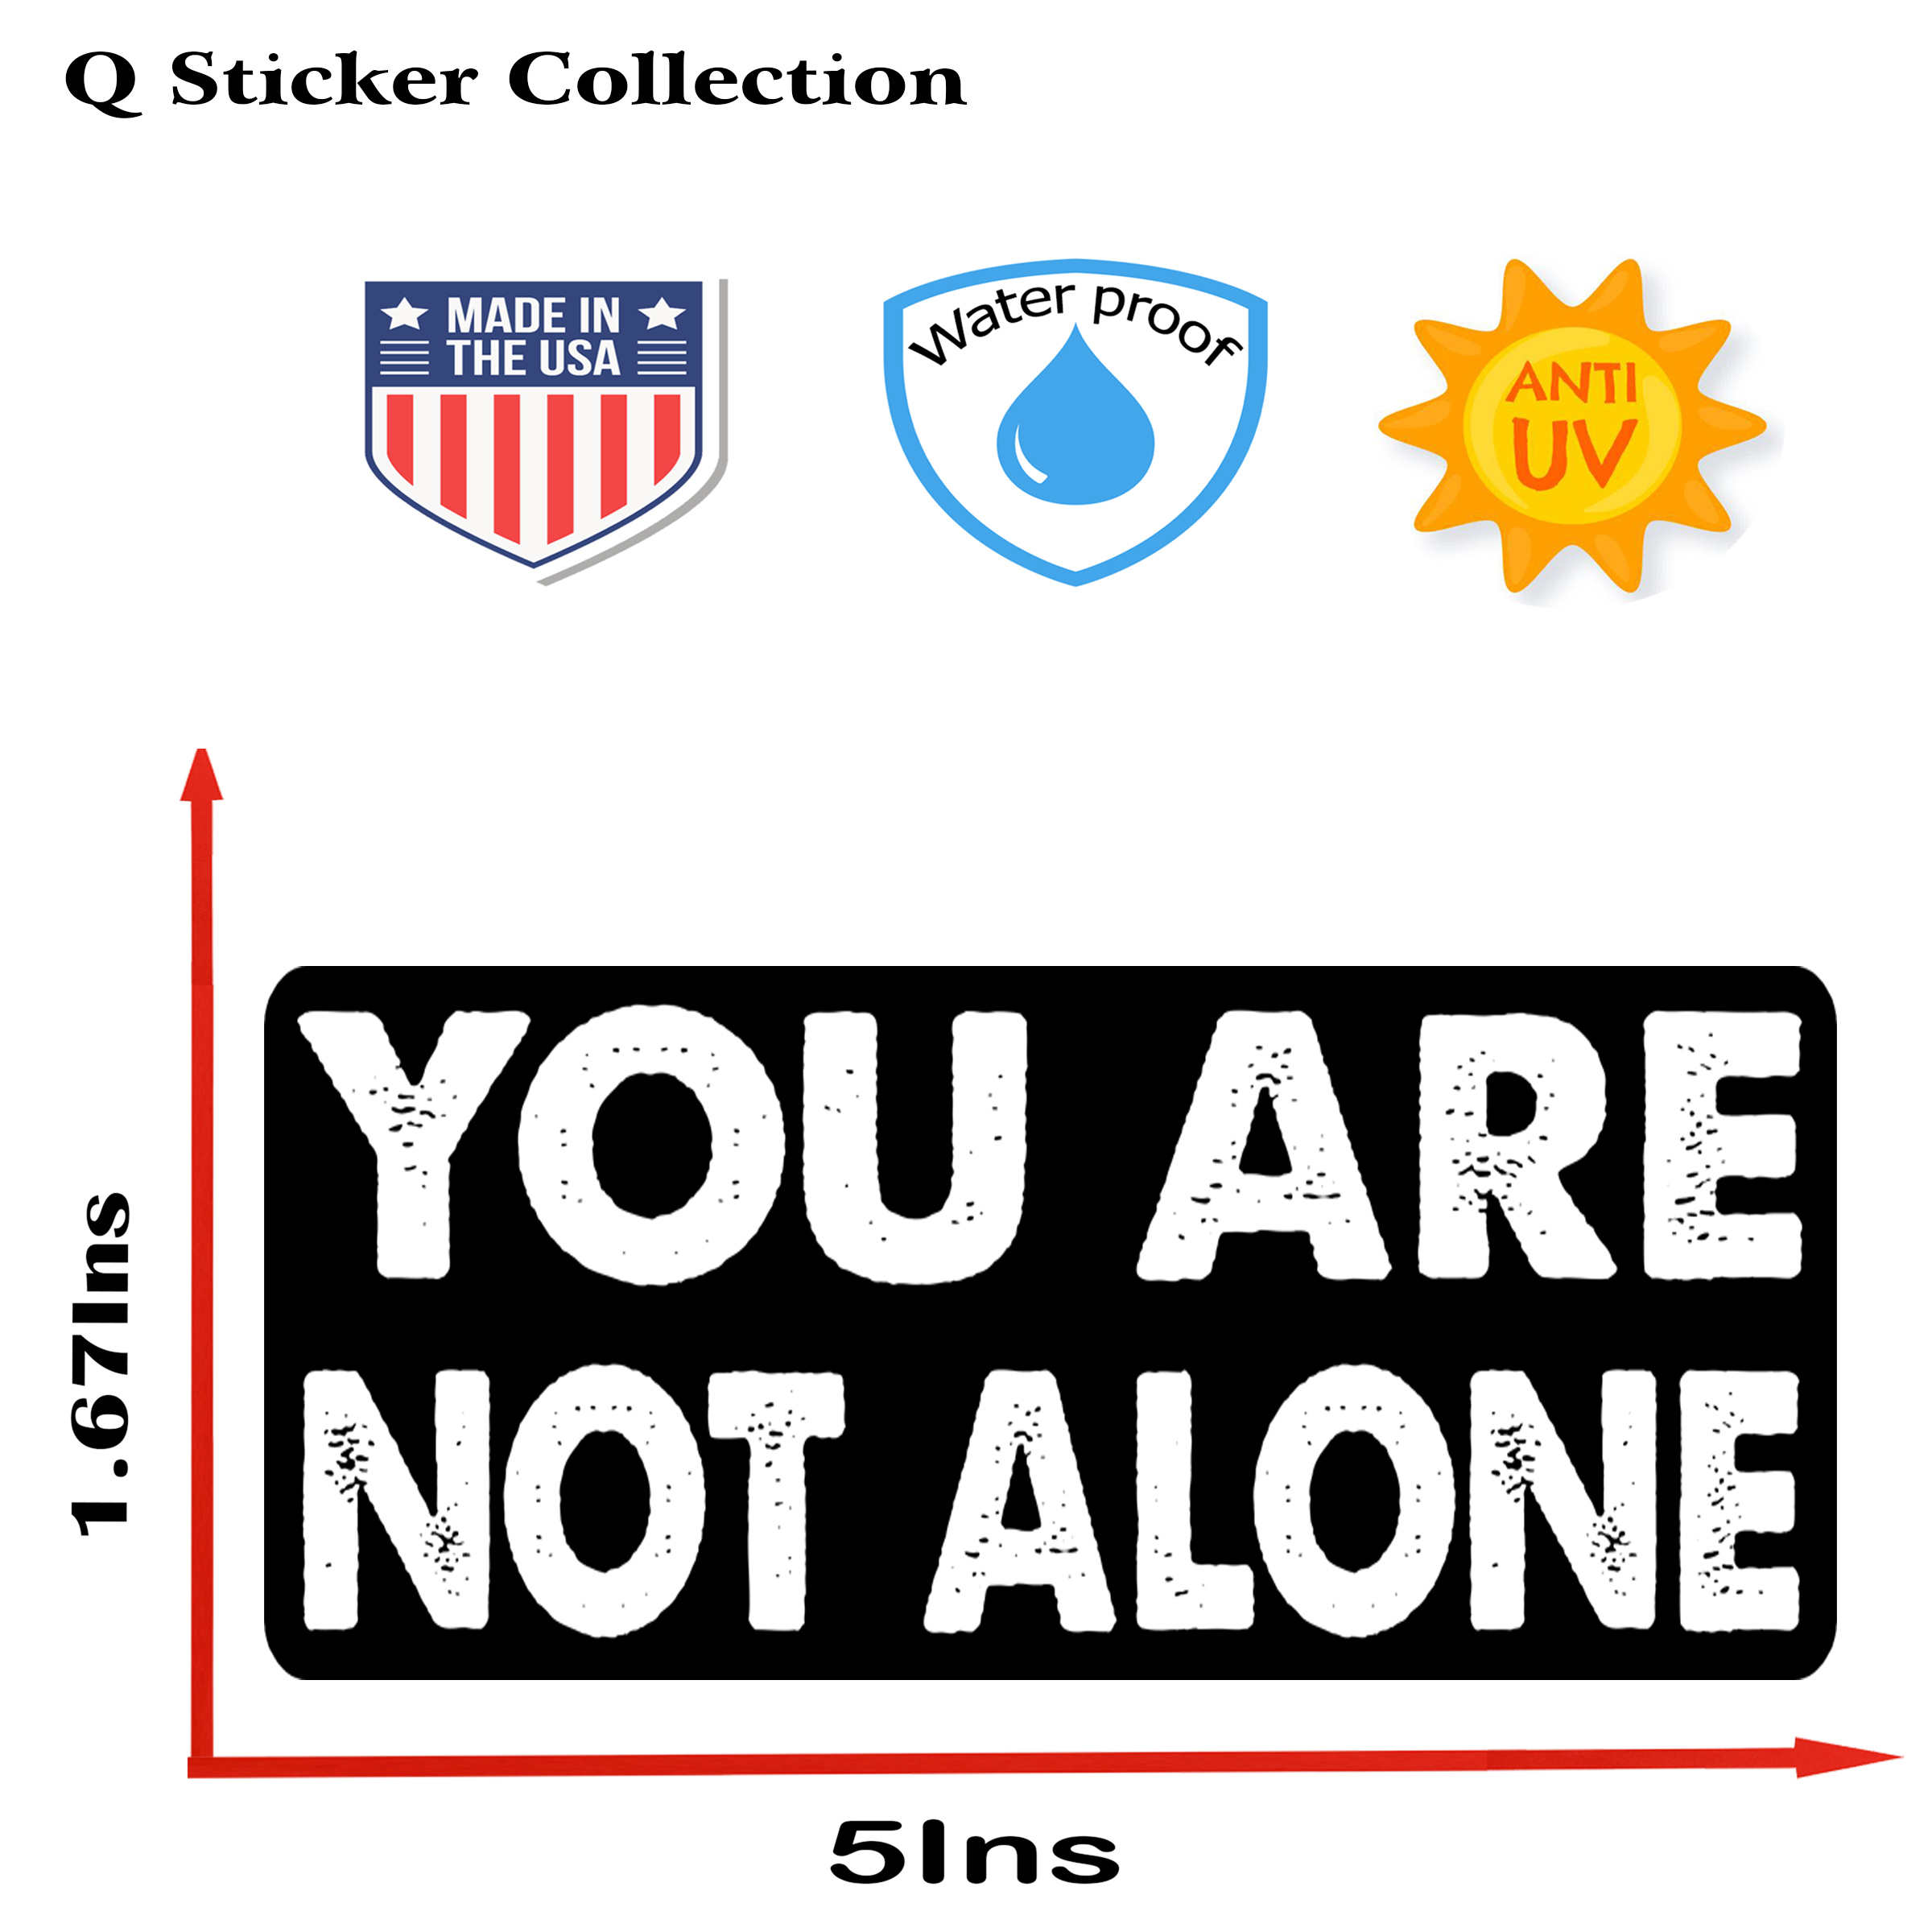 Q Sticker Collection
MADE IN
THE USA
Water proof
ANTI
UV
YOU ARE
NOT ALONE
1.67Ins
5Ins